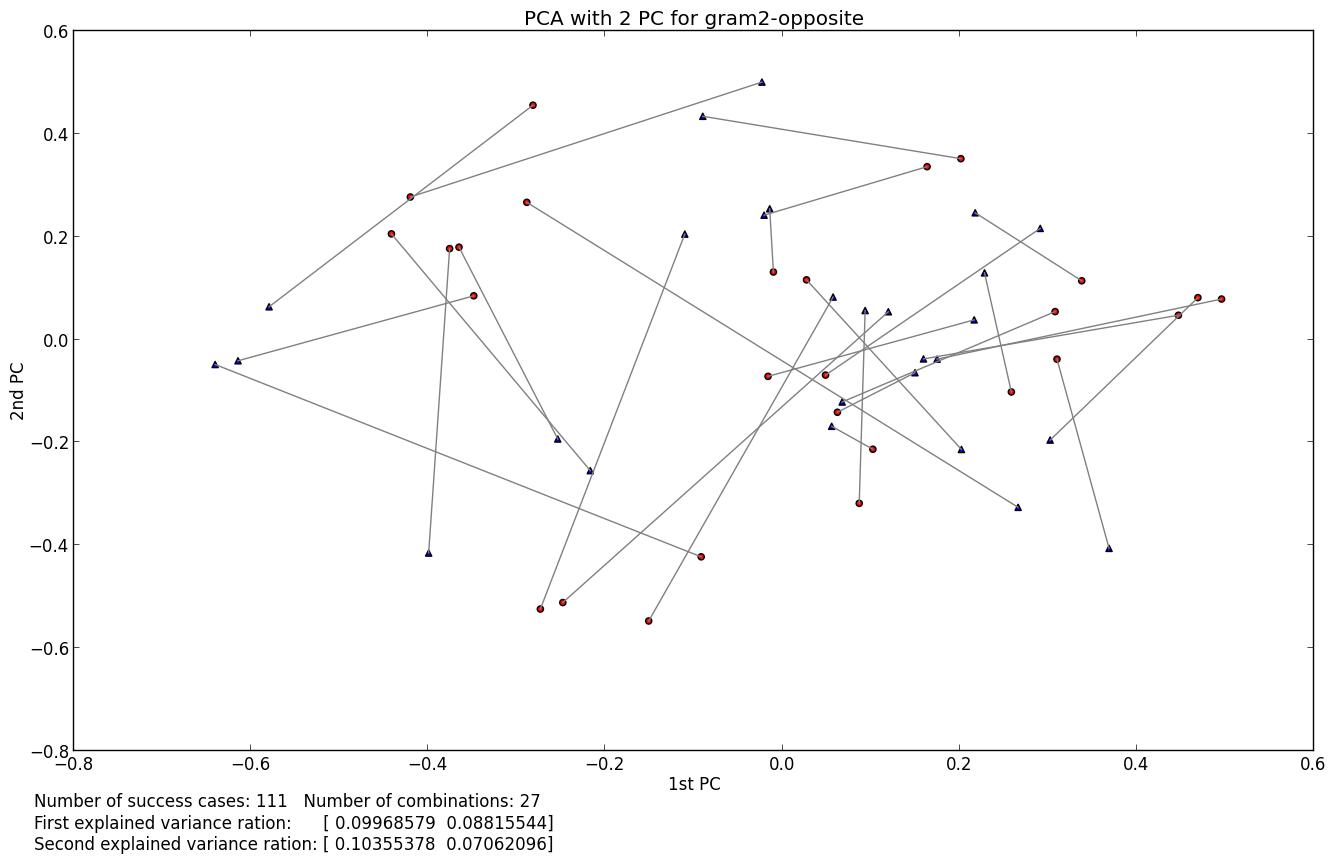 PCA with 2 PC for gram2-opposite
0.6
0.4
0.2
0.0
−0.2
−0.4
−0.6
−0.8
2nd PC
−0.8 −0.6 −0.4 −0.2 0.0 0.2 0.4 0.6
1st PC
Number of success cases: 111 Number of combinations: 27
First explained variance ration: [ 0.09968579 0.08815544]
Second explained variance ration: [ 0.10355378 0.07062096]